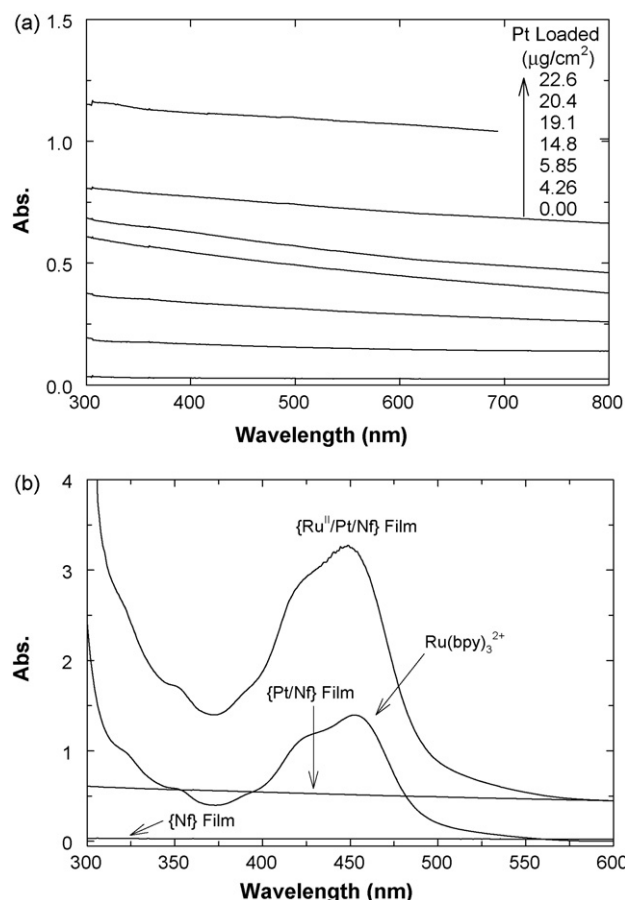 (a)
1.5
1.0
0.5
0.0
Abs.
Pt Loaded
(μg/cm²)
22.6
20.4
19.1
14.8
5.85
4.26
0.00
300 400 500 600 700 800
Wavelength (nm)
(b)
4
3
2
1
0
Abs.
{Ruᴵᴵ/Pt/Nf} Film
Ru(bpy)₃²⁺
{Pt/Nf} Film
{Nf} Film
300 350 400 450 500 550 600
Wavelength (nm)